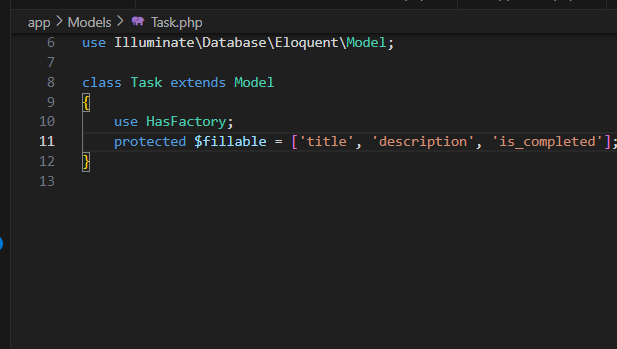 app > Models > Task.php
6 use Illuminate\Database\Eloquent\Model;
7
8 class Task extends Model
9 {
10 use HasFactory;
11 protected $fillable = ['title', 'description', 'is_completed'];
12 }
13